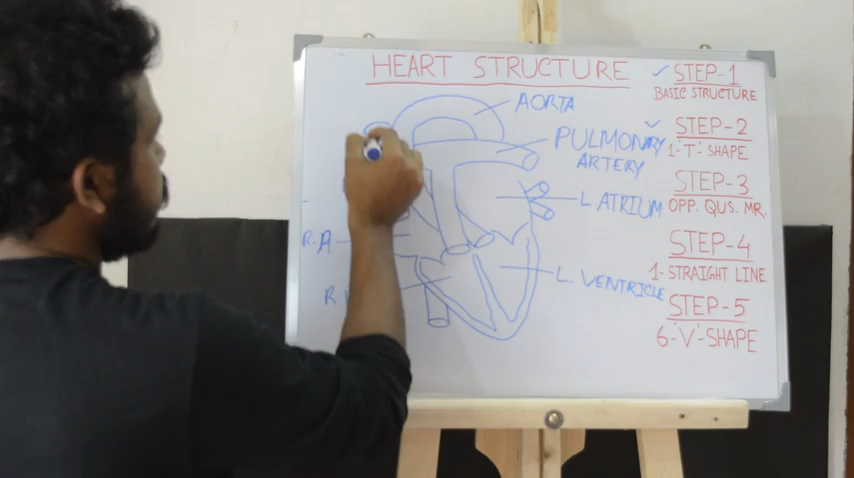 HEART STRUCTURE
AORTA
PULMONARY
ARTERY
L ATRIUM
R.A
L. VENTRICLE
R
STEP-1
BASIC STRUCTURE
STEP-2
1-'T'-SHAPE
STEP-3
OPP. QUS. MR.
STEP-4
1-STRAIGHT LINE
STEP-5
6-'V'-SHAPE